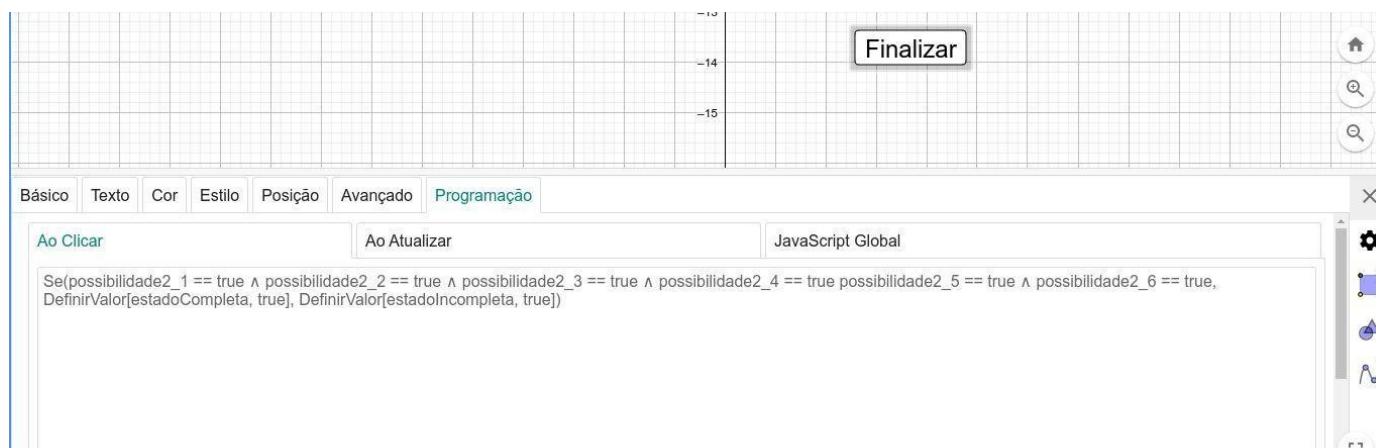 −13
Finalizar
−14
−15
Básico Texto Cor Estilo Posição Avançado Programação
Ao Clicar Ao Atualizar JavaScript Global
Se(possibilidade2_1 == true ∧ possibilidade2_2 == true ∧ possibilidade2_3 == true ∧ possibilidade2_4 == true possibilidade2_5 == true ∧ possibilidade2_6 == true,
DefinirValor[estadoCompleta, true], DefinirValor[estadoIncompleta, true])